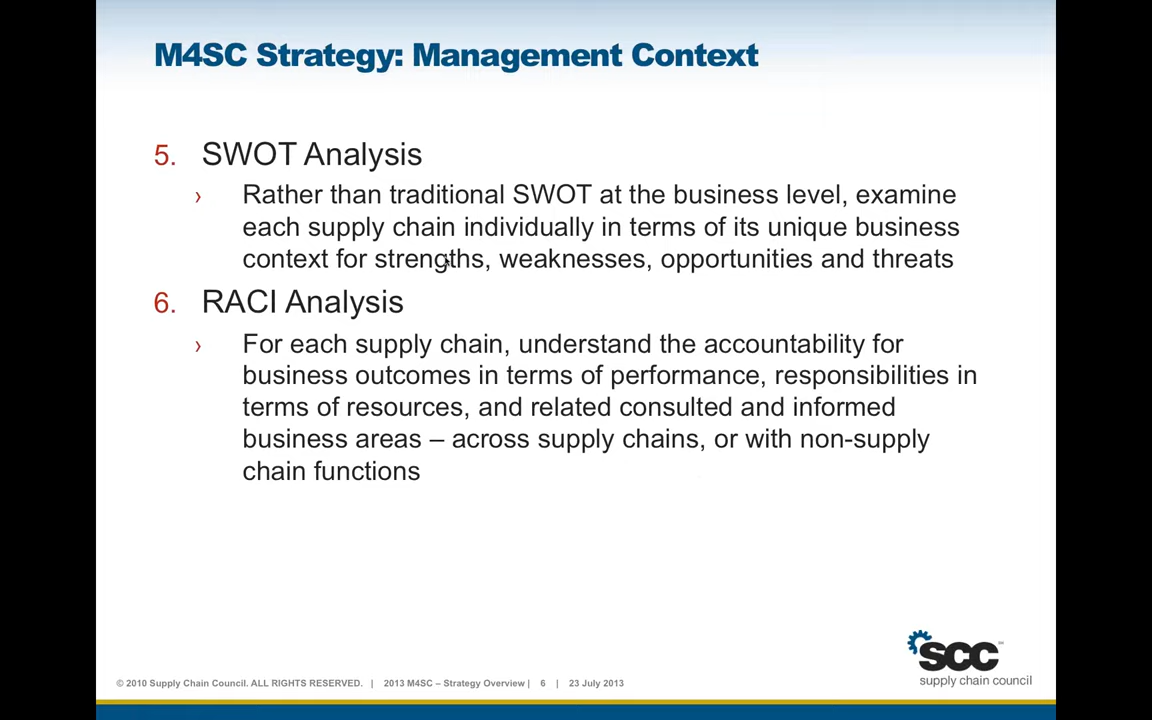 M4SC Strategy: Management Context
5. SWOT Analysis
› Rather than traditional SWOT at the business level, examine
each supply chain individually in terms of its unique business
context for strengths, weaknesses, opportunities and threats
6. RACI Analysis
› For each supply chain, understand the accountability for
business outcomes in terms of performance, responsibilities in
terms of resources, and related consulted and informed
business areas – across supply chains, or with non-supply
chain functions
SCC
supply chain council
© 2010 Supply Chain Council. ALL RIGHTS RESERVED. | 2013 M4SC – Strategy Overview | 6 | 23 July 2013